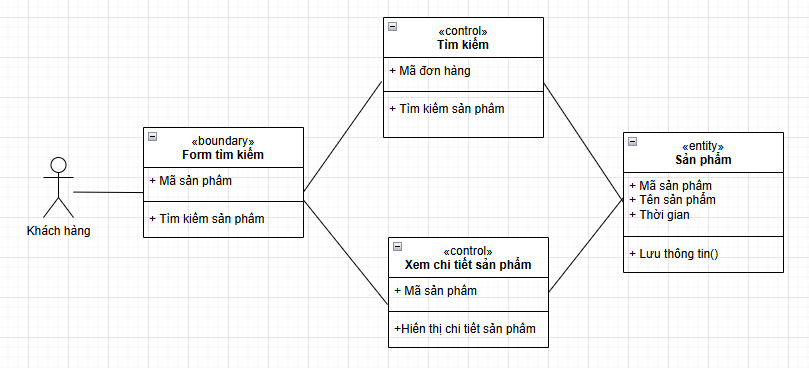 «control»
Tìm kiếm
+ Mã đơn hàng
+ Tìm kiếm sản phẩm
«boundary»
Form tìm kiếm
+ Mã sản phẩm
+ Tìm kiếm sản phẩm
Khách hàng
«control»
Xem chi tiết sản phẩm
+ Mã sản phẩm
+Hiển thị chi tiết sản phẩm
«entity»
Sản phẩm
+ Mã sản phẩm
+ Tên sản phẩm
+ Thời gian
+ Lưu thông tin()